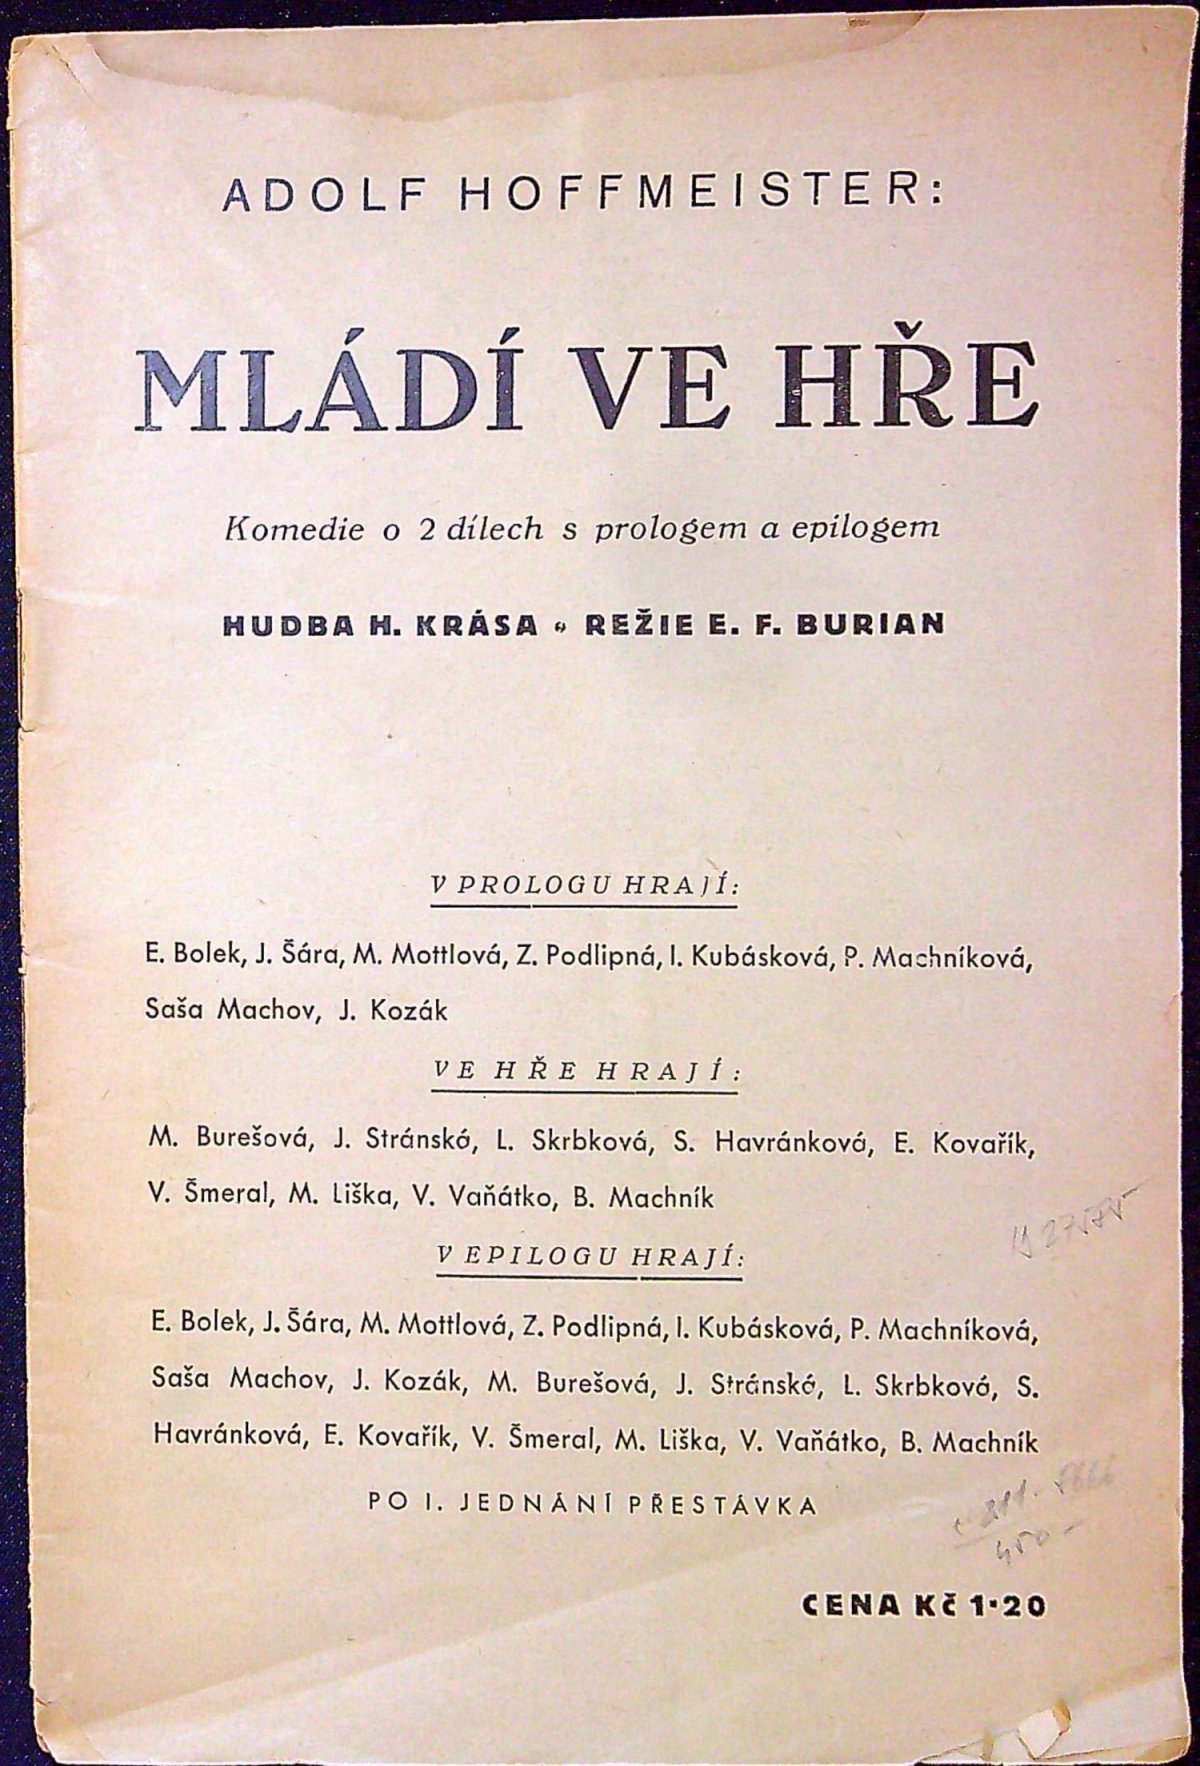 ADOLF HOFFMEISTER:
MLÁDÍ VE HŘE
Komedie o 2 dílech s prologem a epilogem
HUDBA H. KRÁSA • REŽIE E. F. BURIAN
V PROLOGU HRAJÍ:
E. Bolek, J. Šára, M. Mottlová, Z. Podlipná, I. Kubásková, P. Machníková,
Saša Machov, J. Kozák
VE HŘE HRAJÍ:
M. Burešová, J. Stránská, L. Skrbková, S. Havránková, E. Kovařík,
V. Šmeral, M. Liška, V. Vaňátko, B. Machník
V EPILOGU HRAJÍ:
E. Bolek, J. Šára, M. Mottlová, Z. Podlipná, I. Kubásková, P. Machníková,
Saša Machov, J. Kozák, M. Burešová, J. Stránská, L. Skrbková, S.
Havránková, E. Kovařík, V. Šmeral, M. Liška, V. Vaňátko, B. Machník
PO I. JEDNÁNÍ PŘESTÁVKA
450-
CENA Kč 1·20